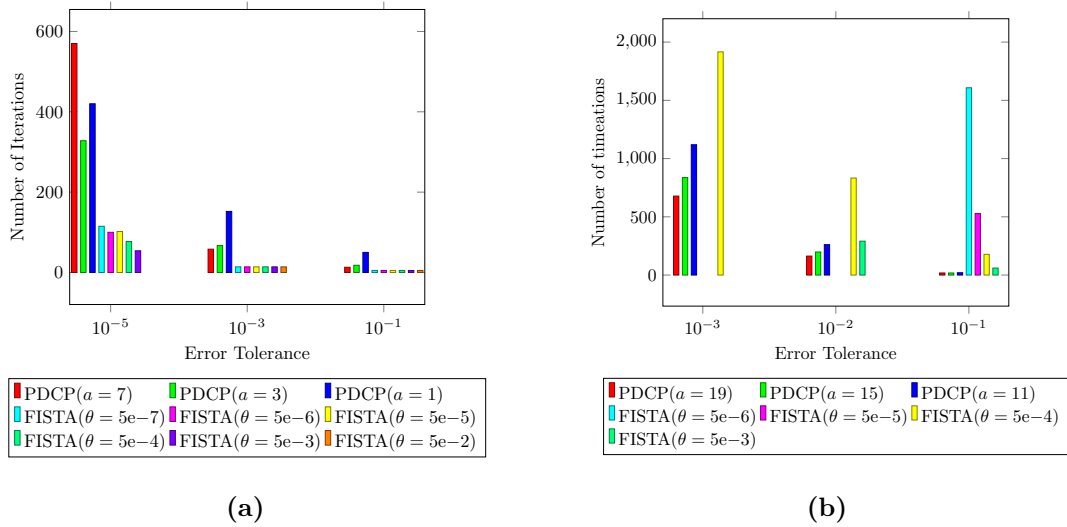 600
400
200
0
Number of Iterations
10−5
10−3
10−1
Error Tolerance
PDCP(a = 7) PDCP(a = 3) PDCP(a = 1)
FISTA(θ = 5e−7) FISTA(θ = 5e−6) FISTA(θ = 5e−5)
FISTA(θ = 5e−4) FISTA(θ = 5e−3) FISTA(θ = 5e−2)
(a)
2,000
1,500
1,000
500
0
Number of timeations
10−3
10−2
10−1
Error Tolerance
PDCP(a = 19) PDCP(a = 15) PDCP(a = 11)
FISTA(θ = 5e−6) FISTA(θ = 5e−5) FISTA(θ = 5e−4)
FISTA(θ = 5e−3)
(b)